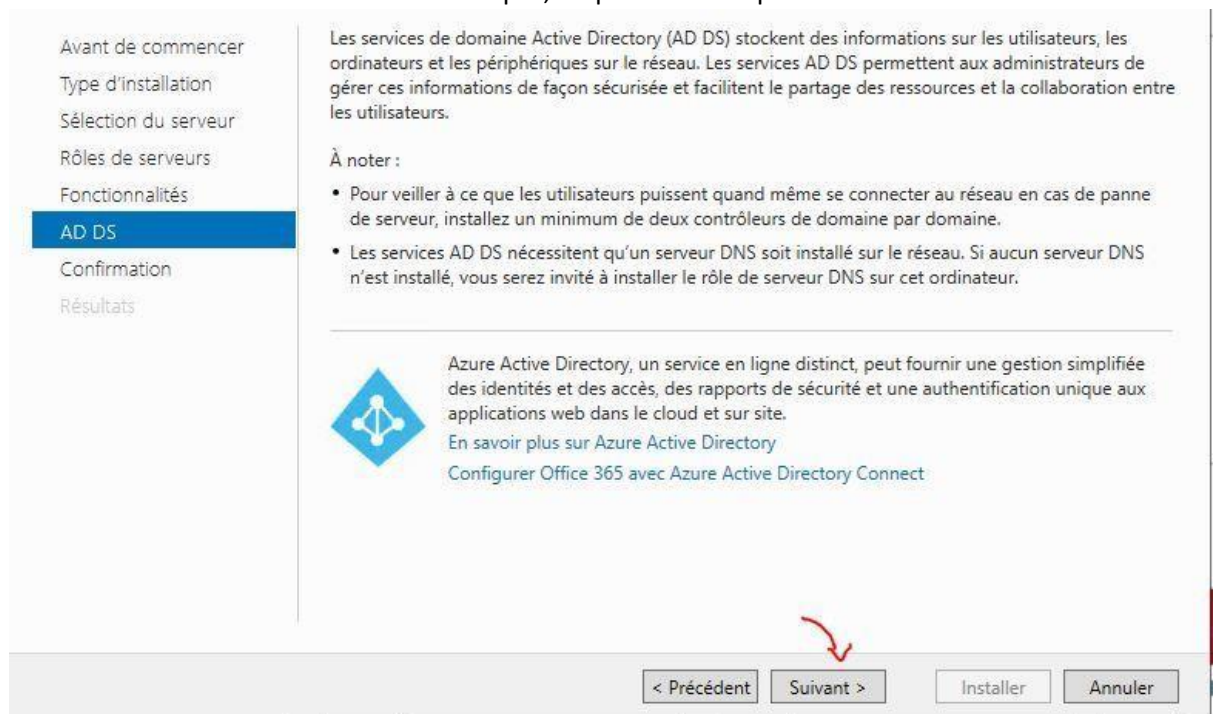 Avant de commencer
Type d'installation
Sélection du serveur
Rôles de serveurs
Fonctionnalités
AD DS
Confirmation
Résultats
Les services de domaine Active Directory (AD DS) stockent des informations sur les utilisateurs, les
ordinateurs et les périphériques sur le réseau. Les services AD DS permettent aux administrateurs de
gérer ces informations de façon sécurisée et facilitent le partage des ressources et la collaboration entre
les utilisateurs.
À noter :
• Pour veiller à ce que les utilisateurs puissent quand même se connecter au réseau en cas de panne
de serveur, installez un minimum de deux contrôleurs de domaine par domaine.
• Les services AD DS nécessitent qu'un serveur DNS soit installé sur le réseau. Si aucun serveur DNS
n'est installé, vous serez invité à installer le rôle de serveur DNS sur cet ordinateur.
Azure Active Directory, un service en ligne distinct, peut fournir une gestion simplifiée
des identités et des accès, des rapports de sécurité et une authentification unique aux
applications web dans le cloud et sur site.
En savoir plus sur Azure Active Directory
Configurer Office 365 avec Azure Active Directory Connect
< Précédent Suivant > Installer Annuler